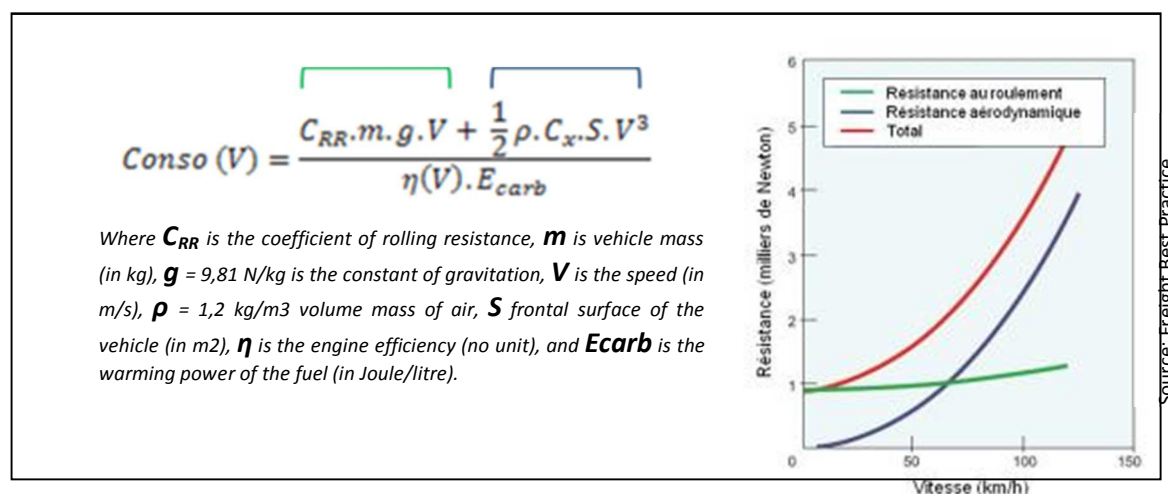 Conso (V) = (C_RR.m.g.V + 1/2 ρ.C_x.S.V³) / (η(V).E_carb)
Where C_RR is the coefficient of rolling resistance, m is vehicle mass
(in kg), g = 9,81 N/kg is the constant of gravitation, V is the speed (in
m/s), ρ = 1,2 kg/m3 volume mass of air, S frontal surface of the
vehicle (in m2), η is the engine efficiency (no unit), and Ecarb is the
warming power of the fuel (in Joule/litre).
Résistance (milliers de Newton)
6
5
4
3
2
1
0
50
100
150
Vitesse (km/h)
Résistance au roulement
Résistance aérodynamique
Total
Source: Freight Best Practice